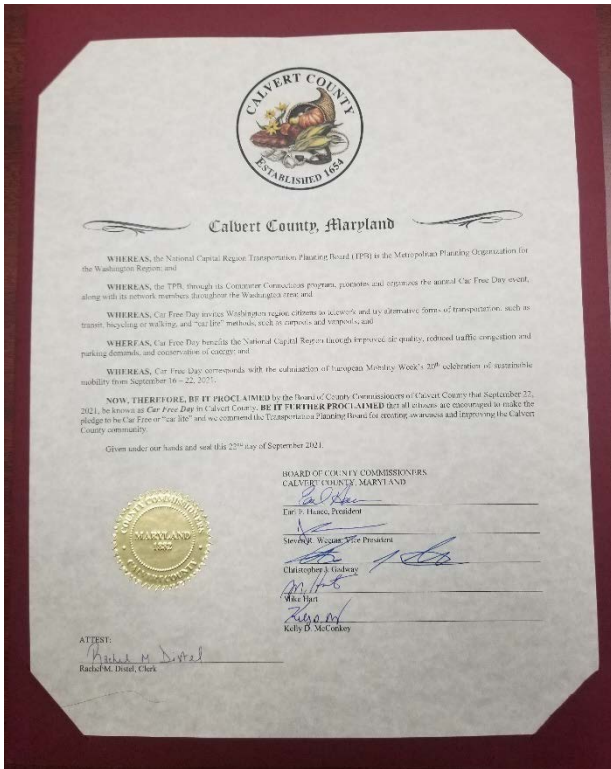 CALVERT COUNTY
ESTABLISHED 1654
Calvert County, Maryland
WHEREAS, the National Capital Region Transportation Planning Board (TPB) is the Metropolitan Planning Organization for
the Washington Region; and
WHEREAS, the TPB, through its Commuter Connections program, promotes and organizes the annual Car Free Day event,
along with its network members throughout the Washington area; and
WHEREAS, Car Free Day invites Washington region citizens to telework and try alternative forms of transportation, such as
transit, bicycling or walking, and "car lite" methods, such as carpools and vanpools; and
WHEREAS, Car Free Day benefits the National Capital Region through improved air quality, reduced traffic congestion and
parking demands, and conservation of energy; and
WHEREAS, Car Free Day corresponds with the culmination of European Mobility Week's 20th celebration of sustainable
mobility from September 16 – 22, 2021.
NOW, THEREFORE, BE IT PROCLAIMED by the Board of County Commissioners of Calvert County that September 22,
2021, be known as Car Free Day in Calvert County. BE IT FURTHER PROCLAIMED that all citizens are encouraged to make the
pledge to be Car Free or "car lite" and we commend the Transportation Planning Board for creating awareness and improving the Calvert
County community.
Given under our hands and seal this 22nd day of September 2021.
BOARD OF COUNTY COMMISSIONERS
CALVERT COUNTY, MARYLAND
Earl F. Hance, President
Steven R. Weems, Vice President
Christopher J. Gadway
M. Hart
Mike Hart
Kelly D. McConkey
COUNTY COMMISSIONERS
MARYLAND
CALVERT COUNTY
ATTEST:
Rachel M Distel
Rachel M. Distel, Clerk